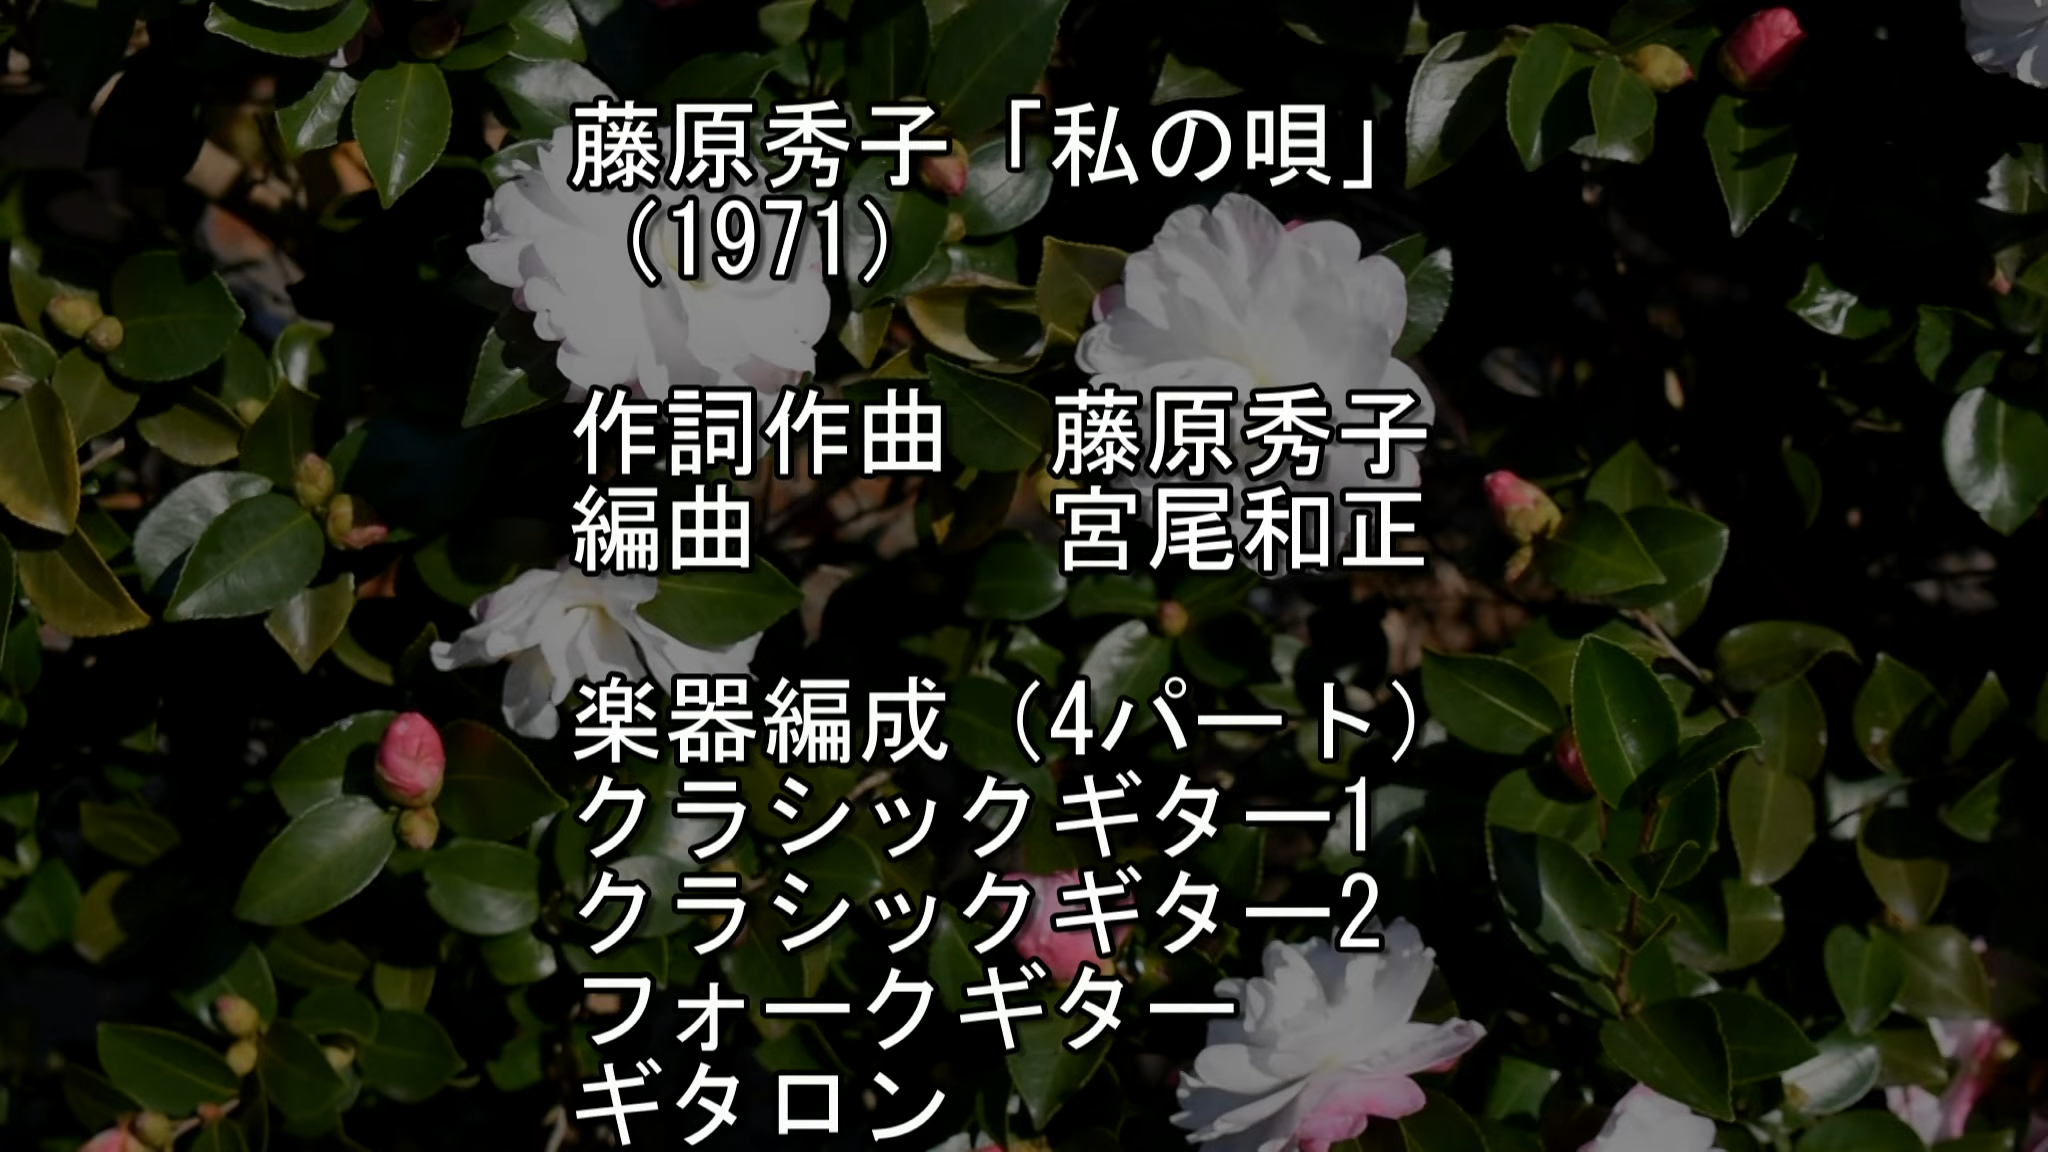 藤原秀子「私の唄」
（1971）
作詞作曲　藤原秀子
編曲　　　宮尾和正
楽器編成（4パート）
クラシックギター1
クラシックギター2
フォークギター
ギタロン